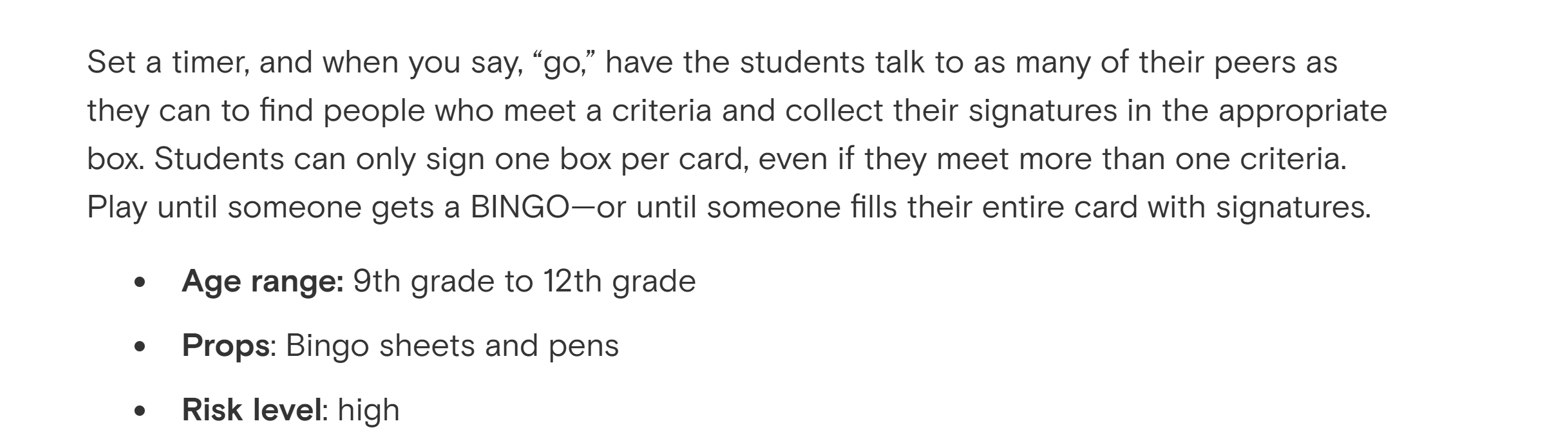 Set a timer, and when you say, “go,” have the students talk to as many of their peers as
they can to find people who meet a criteria and collect their signatures in the appropriate
box. Students can only sign one box per card, even if they meet more than one criteria.
Play until someone gets a BINGO—or until someone fills their entire card with signatures.
• Age range: 9th grade to 12th grade
• Props: Bingo sheets and pens
• Risk level: high